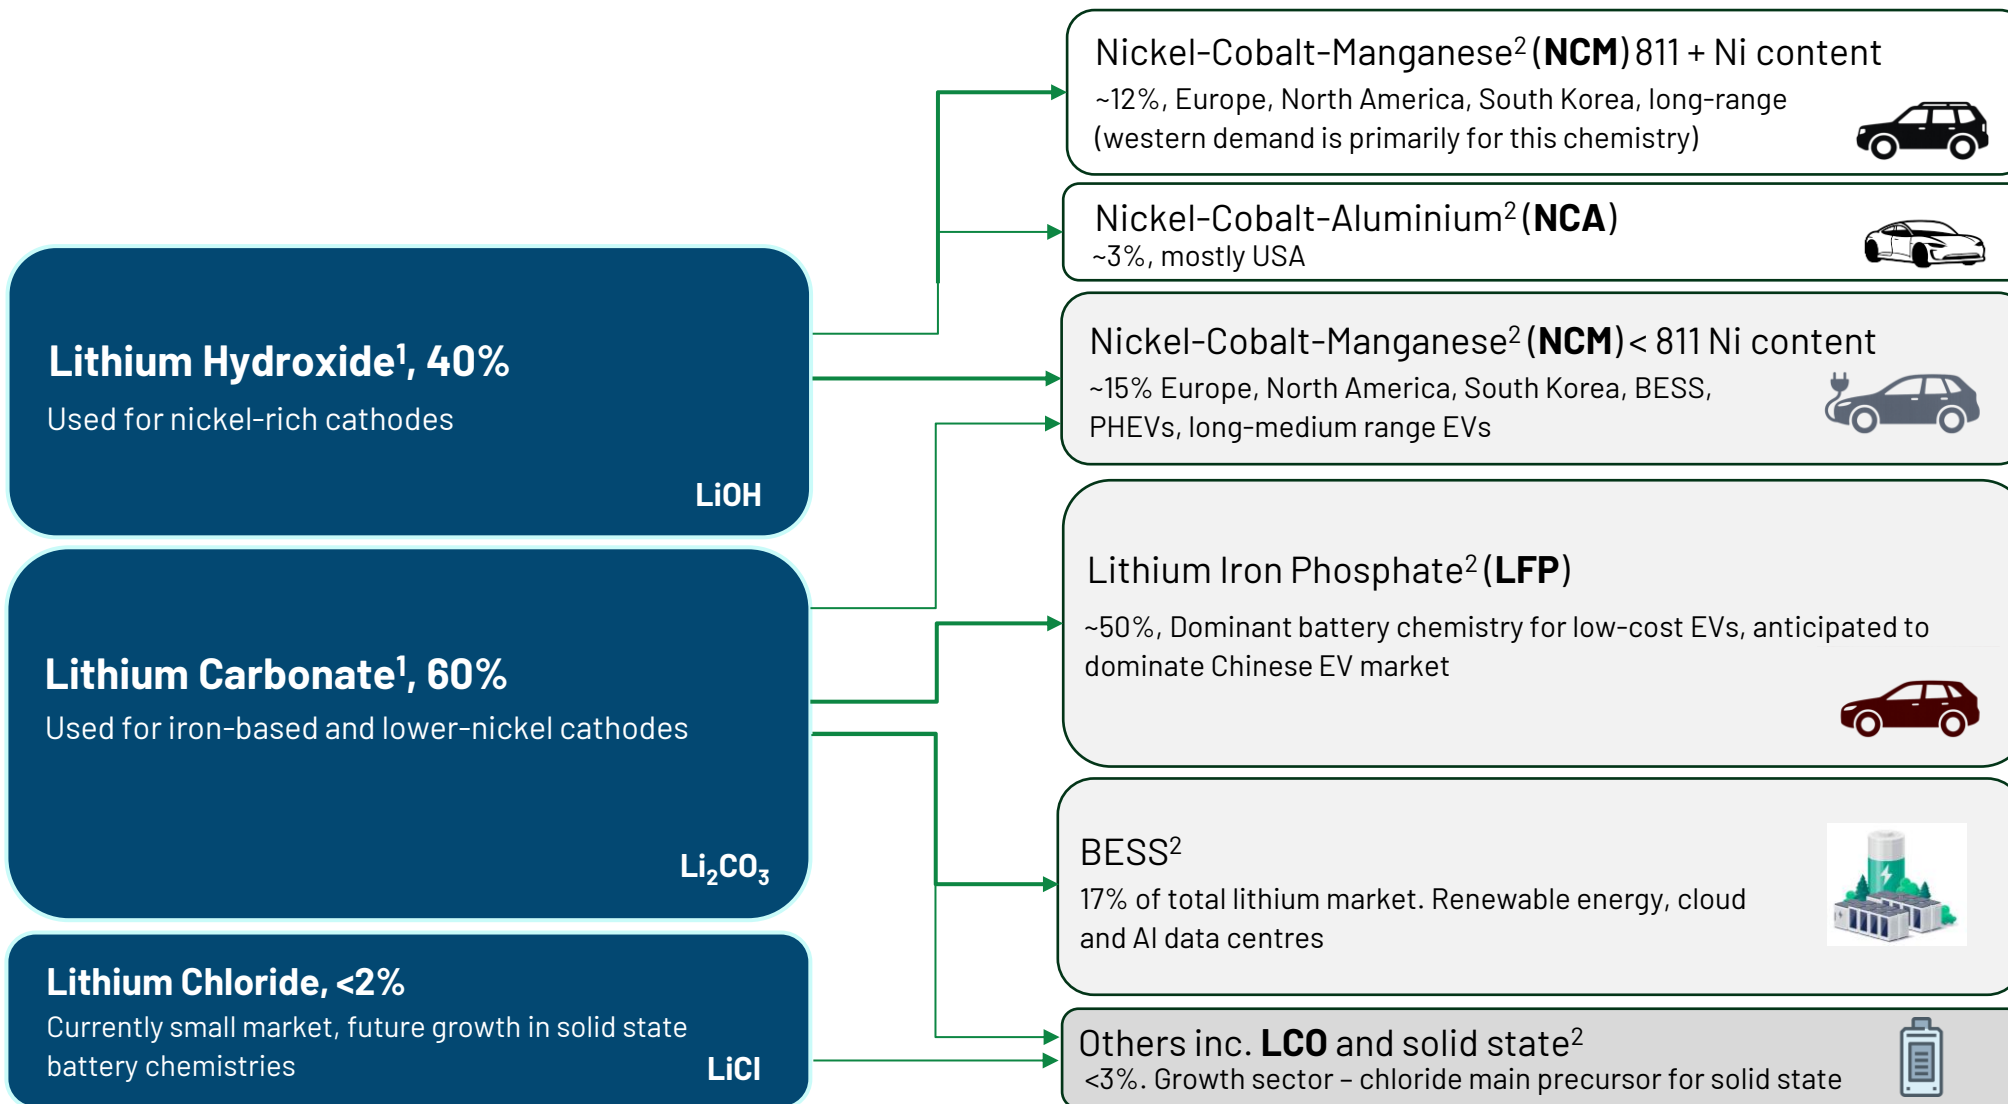 Nickel-Cobalt-Manganese² (NCM) 811 + Ni content
~12%, Europe, North America, South Korea, long-range
(western demand is primarily for this chemistry)
Nickel-Cobalt-Aluminium² (NCA)
~3%, mostly USA
Lithium Hydroxide¹, 40%
Used for nickel-rich cathodes
LiOH
Nickel-Cobalt-Manganese² (NCM) < 811 Ni content
~15% Europe, North America, South Korea, BESS,
PHEVs, long-medium range EVs
Lithium Iron Phosphate² (LFP)
~50%, Dominant battery chemistry for low-cost EVs, anticipated to
dominate Chinese EV market
Lithium Carbonate¹, 60%
Used for iron-based and lower-nickel cathodes
Li₂CO₃
BESS²
17% of total lithium market. Renewable energy, cloud
and AI data centres
Lithium Chloride, <2%
Currently small market, future growth in solid state
battery chemistries
LiCl
Others inc. LCO and solid state²
<3%. Growth sector – chloride main precursor for solid state